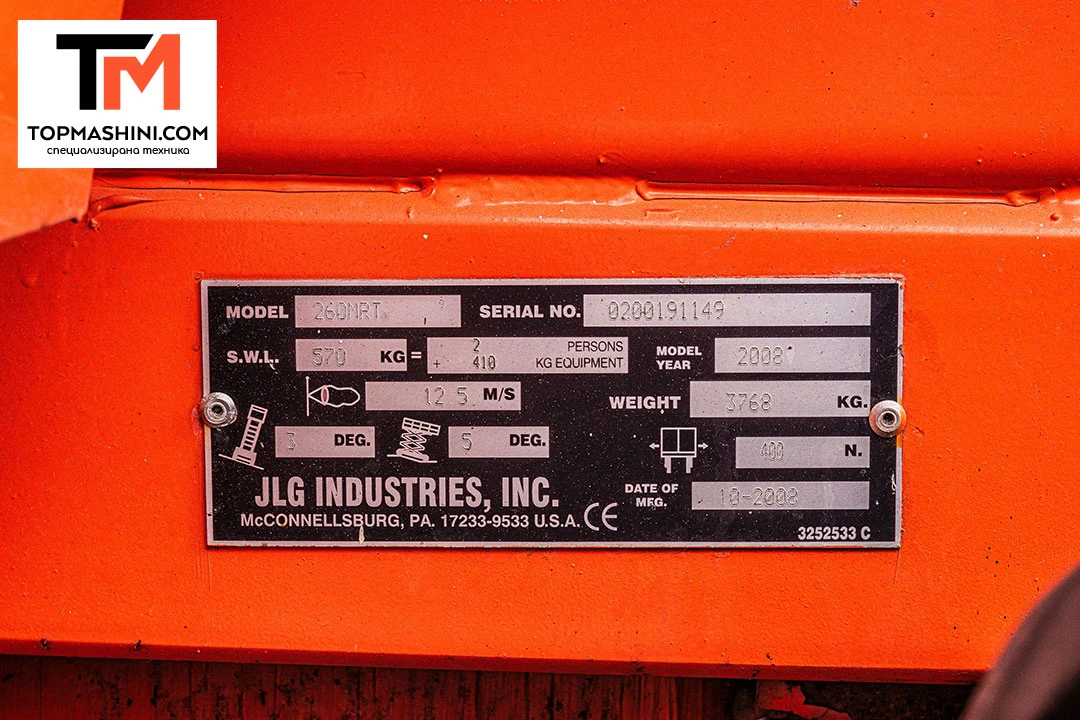 TM
TOPMASHINI.COM
специализирана техника
MODEL 260MRT SERIAL NO. 0200191149
S.W.L. 570 KG = 2 PERSONS
+ 410 KG EQUIPMENT
MODEL YEAR 2008
12 5 M/S
WEIGHT 3768 KG.
3 DEG. 5 DEG.
400 N.
JLG INDUSTRIES, INC.
McCONNELLSBURG, PA. 17233-9533 U.S.A. CE
DATE OF MFG. 10-2008
3252533 C